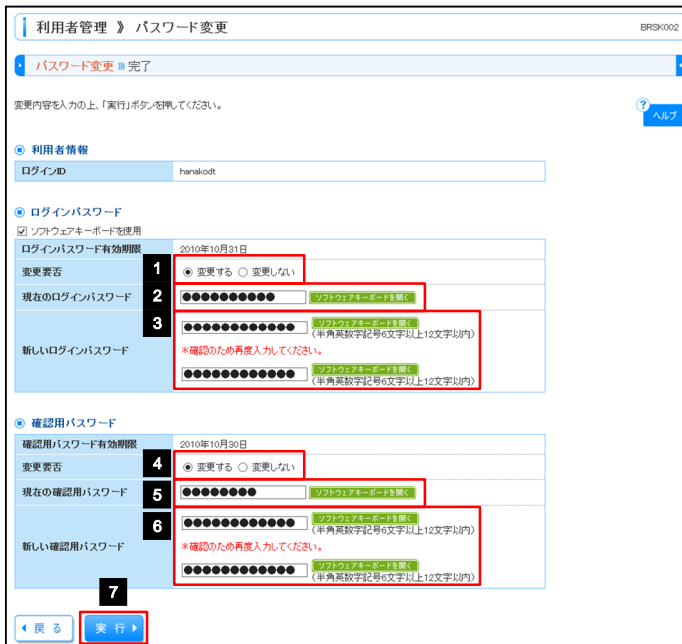 利用者管理 》 パスワード変更
BRSK002
パスワード変更 》 完了
変更内容を入力の上、「実行」ボタンを押してください。
? ヘルプ
利用者情報
ログインID hanakodt
ログインパスワード
ソフトウェアキーボードを使用
ログインパスワード有効期限 2010年10月31日
変更要否 1 変更する 変更しない
現在のログインパスワード 2 ●●●●●●●●●● ソフトウェアキーボードを開く
3 ●●●●●●●●●●●● ソフトウェアキーボードを開く
(半角英数字記号6文字以上12文字以内)
新しいログインパスワード
*確認のため再度入力してください。
●●●●●●●●●●●● ソフトウェアキーボードを開く
(半角英数字記号6文字以上12文字以内)
確認用パスワード
確認用パスワード有効期限 2010年10月30日
変更要否 4 変更する 変更しない
現在の確認用パスワード 5 ●●●●●●●● ソフトウェアキーボードを開く
6 ●●●●●●●●●●●● ソフトウェアキーボードを開く
(半角英数字記号6文字以上12文字以内)
新しい確認用パスワード
*確認のため再度入力してください。
●●●●●●●●●●●● ソフトウェアキーボードを開く
(半角英数字記号6文字以上12文字以内)
7
戻る 実行